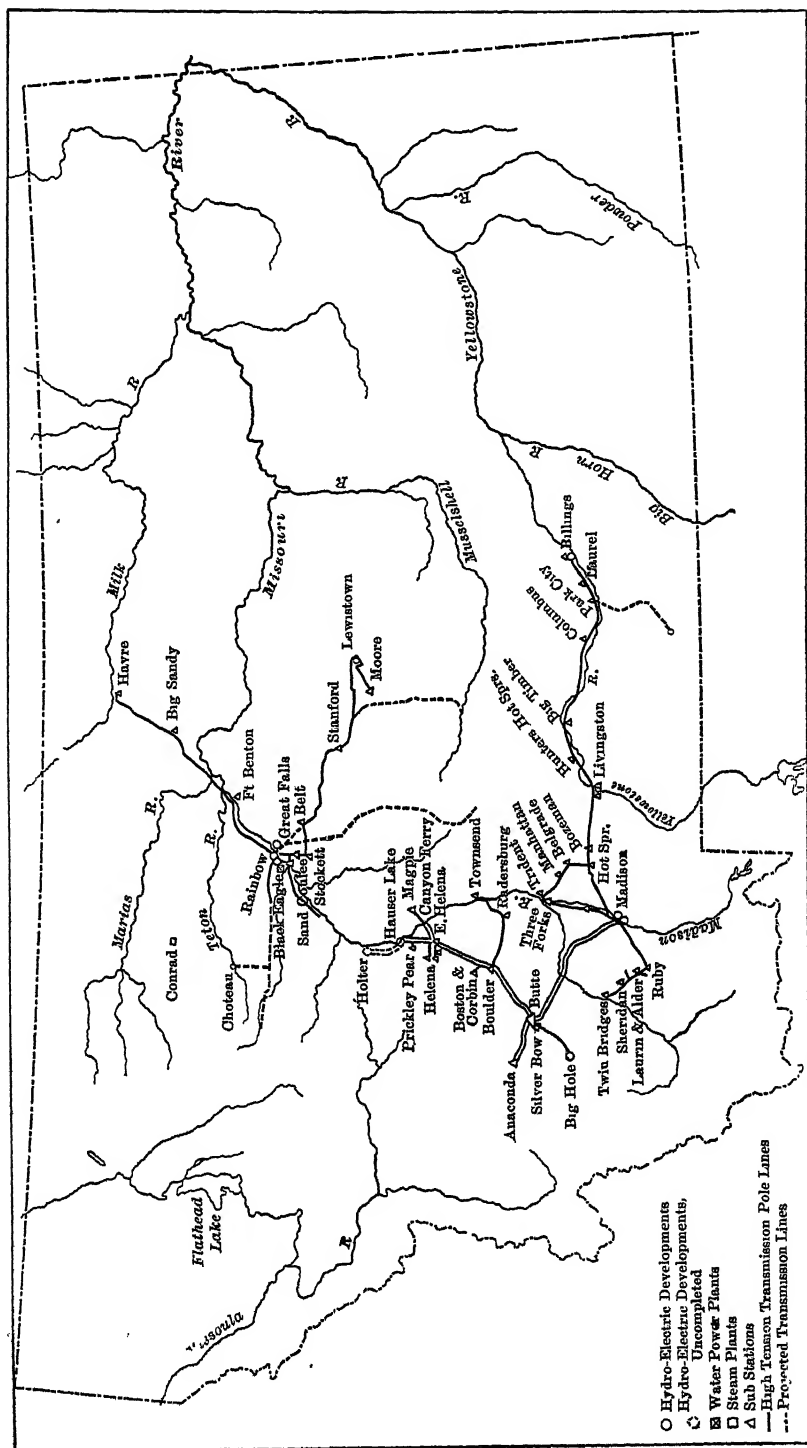 River
R.
R.
Powder
Yellowstone
R
R
Horn
Big
Milk
Missouri
R
Musselshell
Havre
Big Sandy
Ft Benton
Marias
R.
Teton
R.
Conrad
Choteau
Rainbow
Great Falls
Black Eagle
Belt
Sand Coulee
Stockett
Stanford
Lewistown
Moore
Billings
Laurel
Park City
Columbus
R.
Big Timber
Hunters Hot Sprs.
Livingston
Yellowstone
Holter
Hauser Lake
Prickley Pear
Magpie
Canyon Ferry
Helena
E. Helena
Townsend
Radersburg
Boston &
Corbin
Boulder
Trident
Manhattan
Belgrade
Bozeman
Three
Forks
R.
Hot Spr.
Madison
Madison
Anaconda
Butte
Silver Bow
Big Hole
Twin Bridges
Sheridan
Laurin & Alder
Ruby
Flathead
Lake
R
Hydro-Electric Developments
Hydro-Electric Developments,
Uncompleted
Water Power Plants
Steam Plants
Sub Stations
High Tension Transmission Pole Lines
Projected Transmission Lines